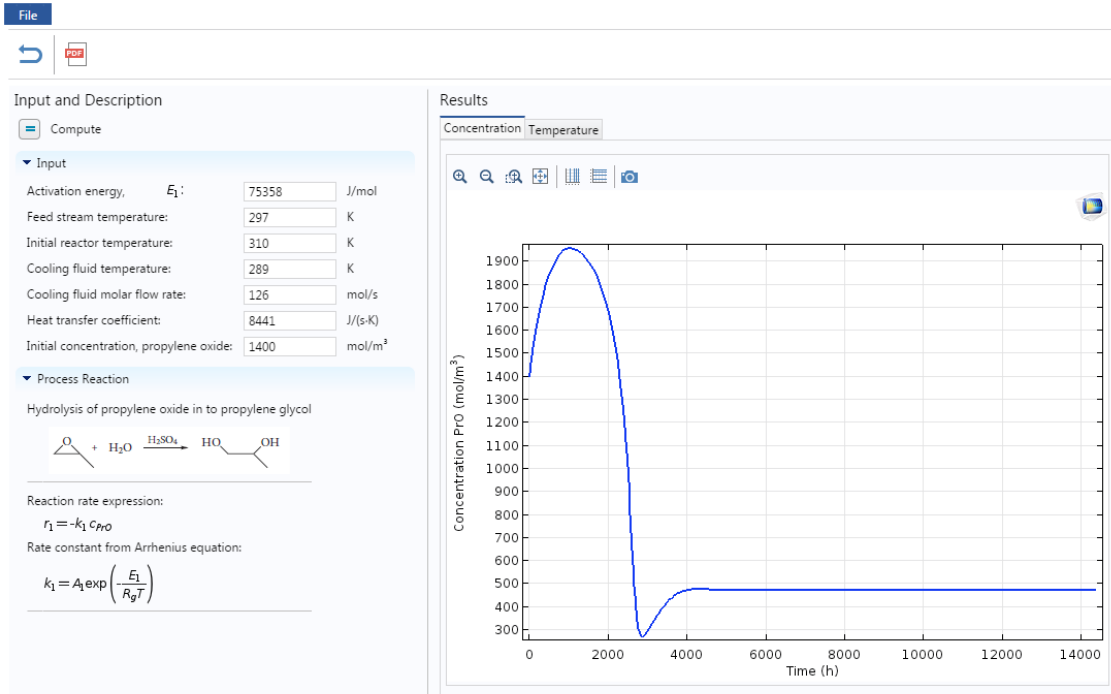 File
PDF
Input and Description
Compute
Input
Activation energy, E₁: 75358 J/mol
Feed stream temperature: 297 K
Initial reactor temperature: 310 K
Cooling fluid temperature: 289 K
Cooling fluid molar flow rate: 126 mol/s
Heat transfer coefficient: 8441 J/(s·K)
Initial concentration, propylene oxide: 1400 mol/m³
Process Reaction
Hydrolysis of propylene oxide in to propylene glycol
O + H₂O H₂SO₄ HO OH
Reaction rate expression:
r₁=-k₁ c_PrO
Rate constant from Arrhenius equation:
k₁=A₁exp(-E₁/R_gT)
Results
Concentration Temperature
Concentration PrO (mol/m³)
1900
1800
1700
1600
1500
1400
1300
1200
1100
1000
900
800
700
600
500
400
300
0 2000 4000 6000 8000 10000 12000 14000
Time (h)